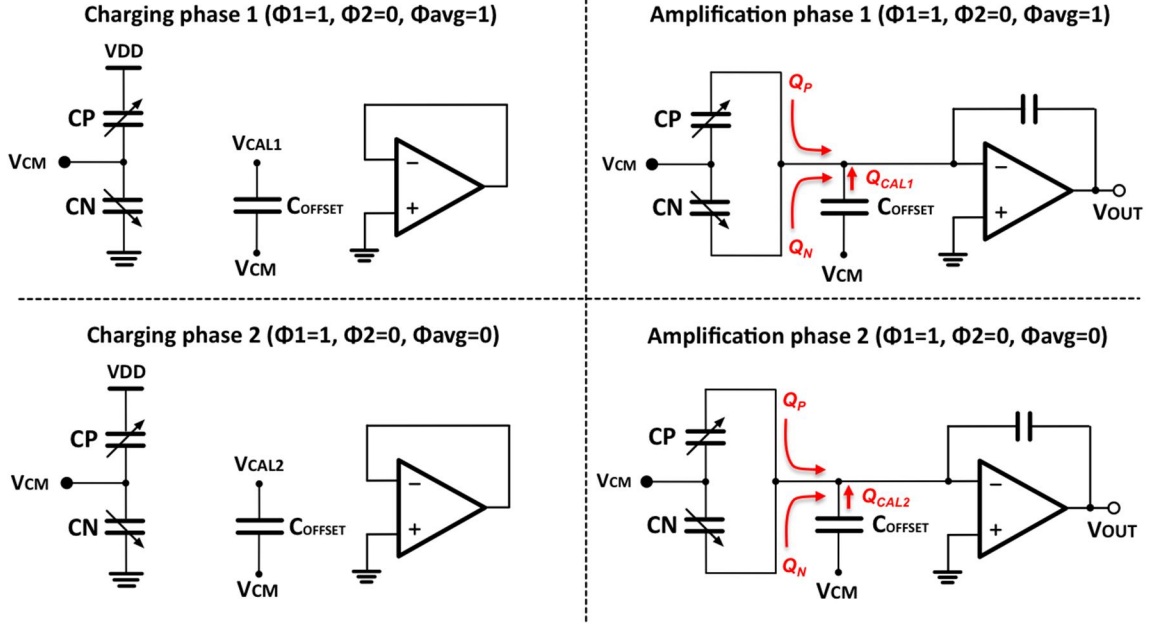 Charging phase 1 (Φ1=1, Φ2=0, Φavg=1)
VDD
CP
VCM
CN
VCAL1
COFFSET
VCM
−
+
Amplification phase 1 (Φ1=1, Φ2=0, Φavg=1)
CP
VCM
CN
QP
QN
QCAL1
COFFSET
VCM
−
+
VOUT
Charging phase 2 (Φ1=1, Φ2=0, Φavg=0)
VDD
CP
VCM
CN
VCAL2
COFFSET
VCM
−
+
Amplification phase 2 (Φ1=1, Φ2=0, Φavg=0)
CP
VCM
CN
QP
QN
QCAL2
COFFSET
VCM
−
+
VOUT